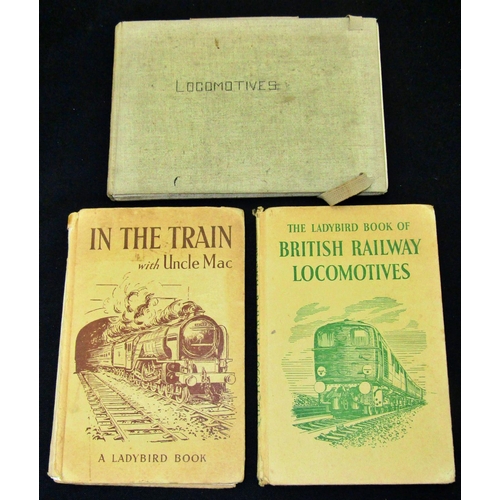 LOCOMOTIVES
IN THE TRAIN
with Uncle Mac
A LADYBIRD BOOK
THE LADYBIRD BOOK OF
BRITISH RAILWAY
LOCOMOTIVES